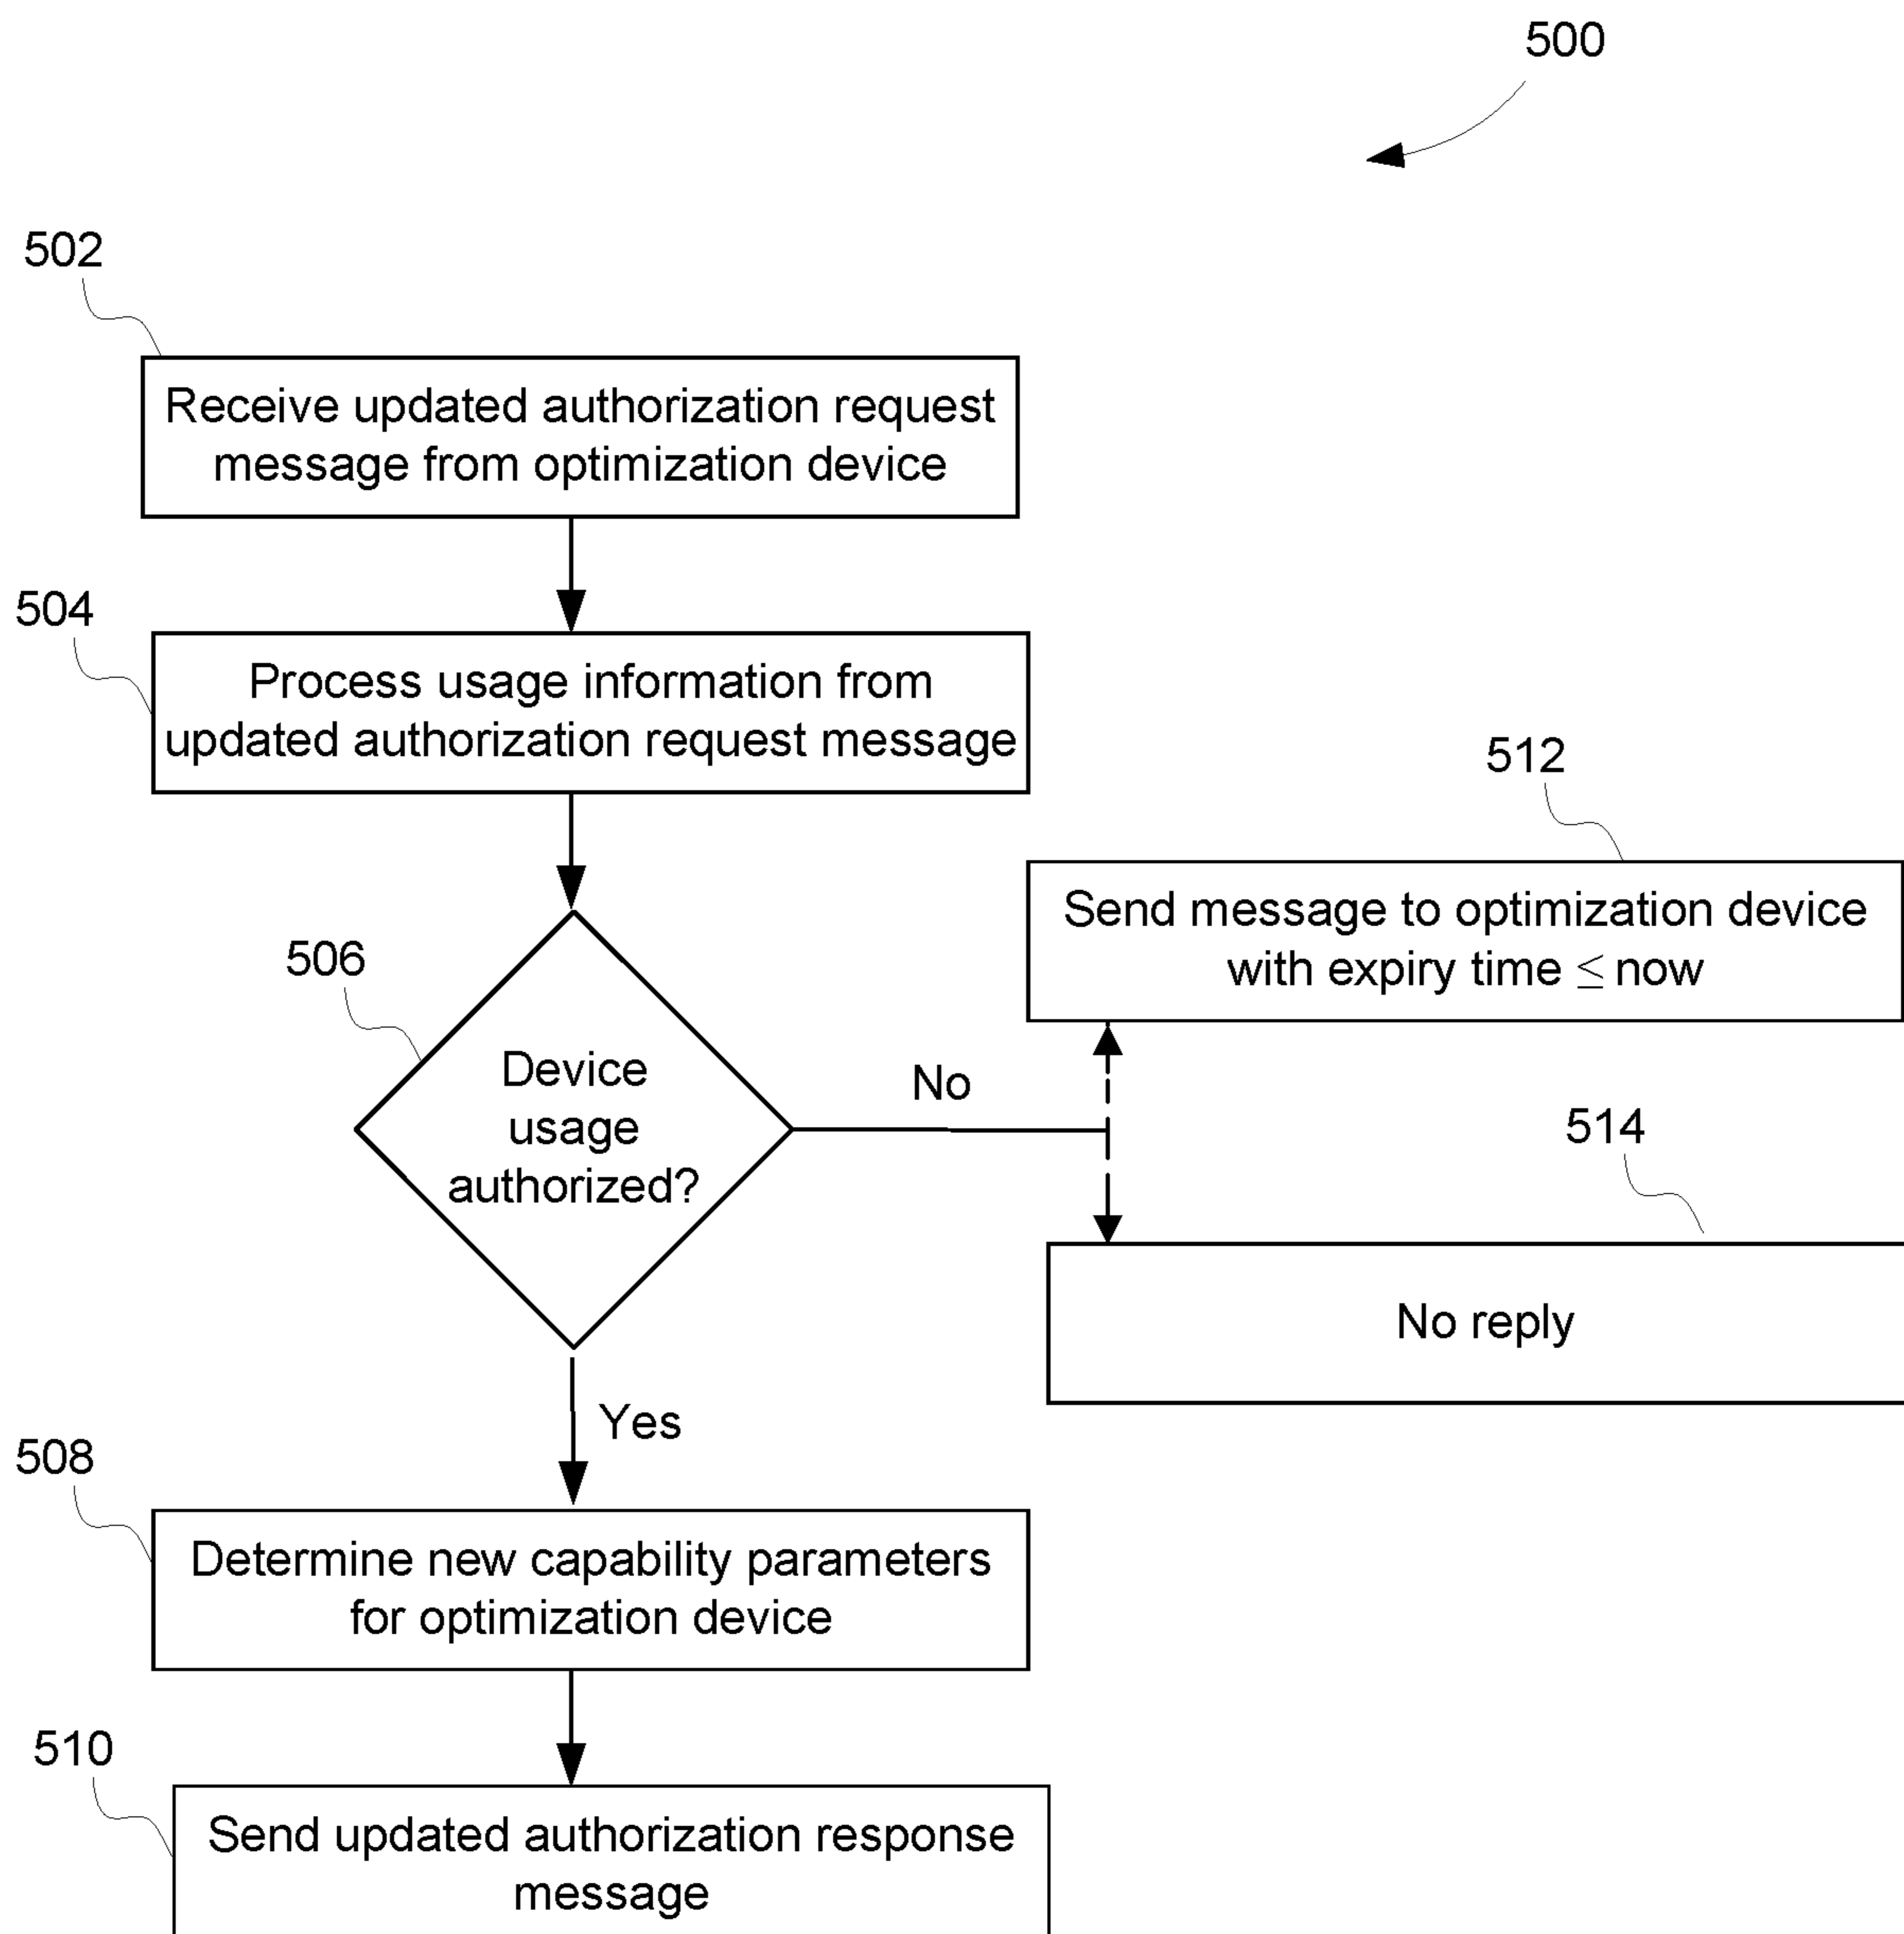 500
502
Receive updated authorization request
message from optimization device
504
Process usage information from
updated authorization request message
512
Send message to optimization device
with expiry time ≤ now
506
Device
usage
authorized?
No
514
No reply
Yes
508
Determine new capability parameters
for optimization device
510
Send updated authorization response
message